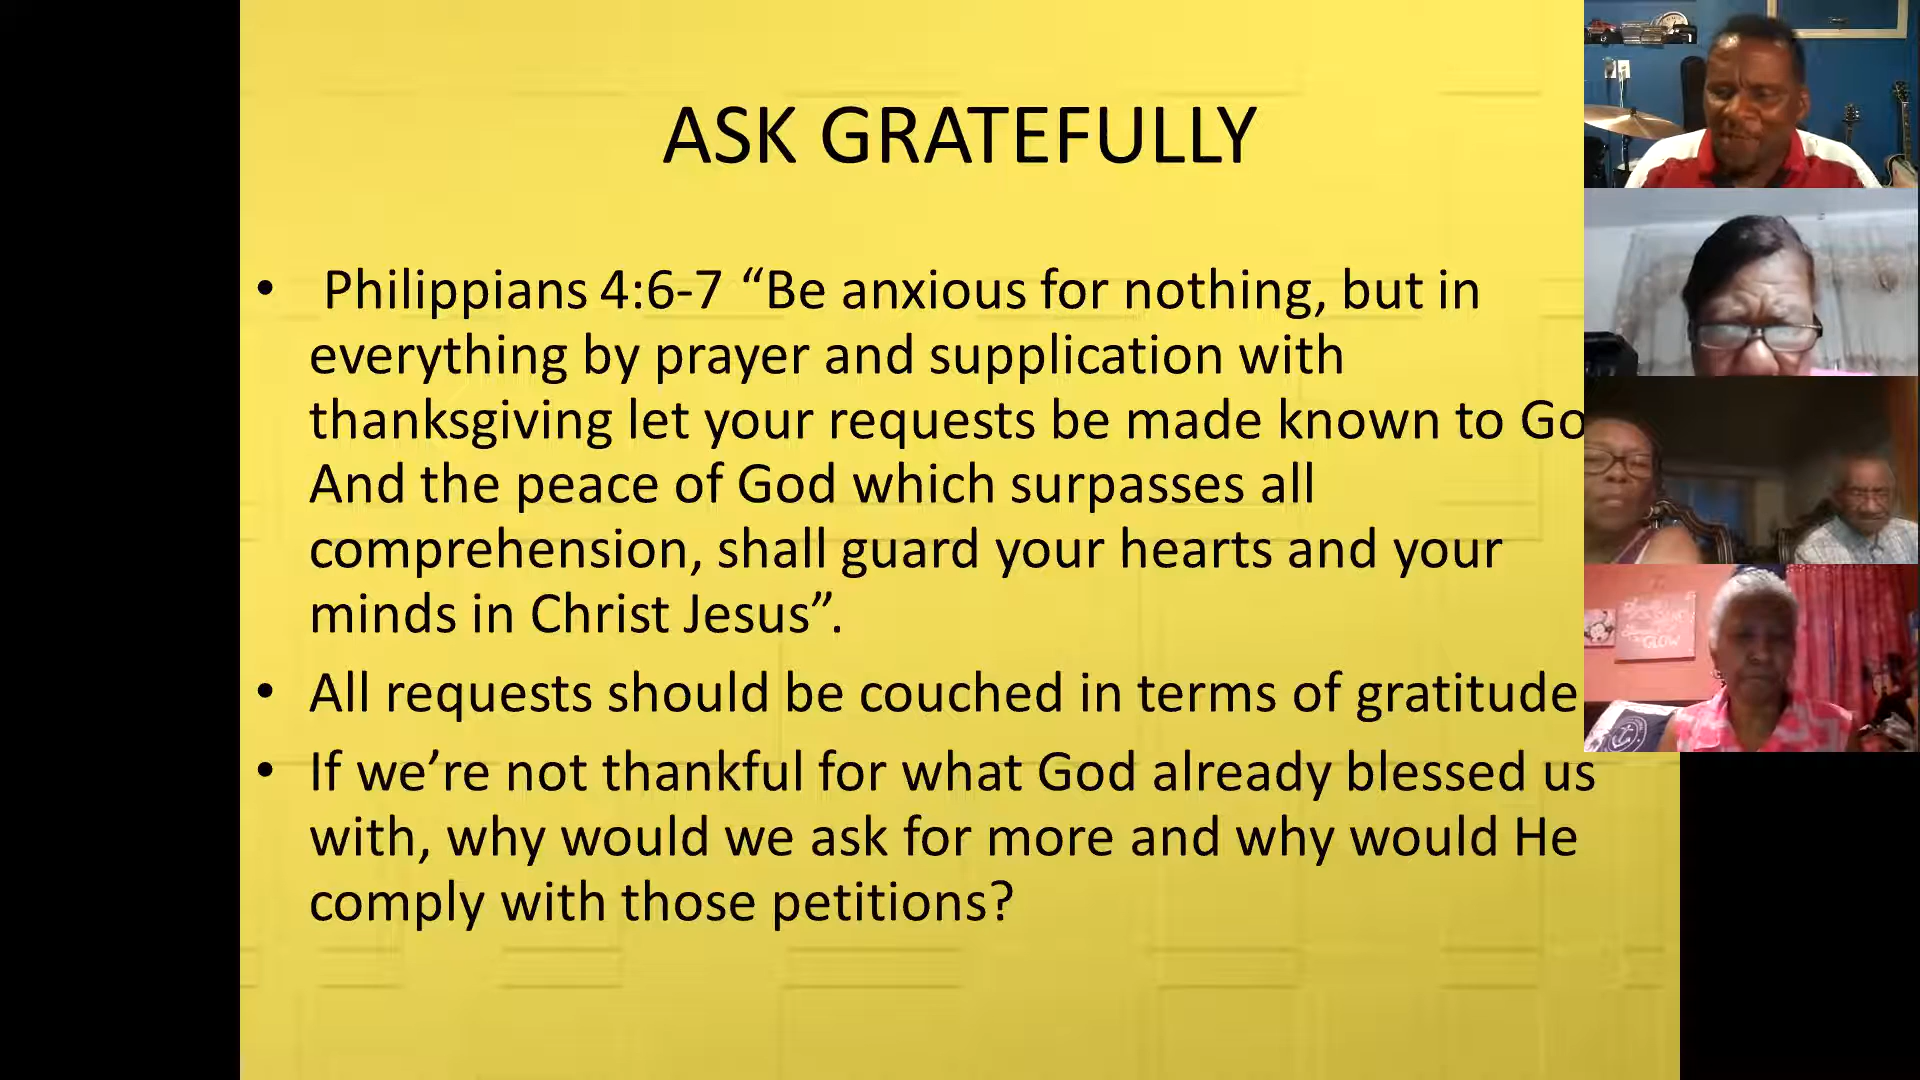 ASK GRATEFULLY
• Philippians 4:6-7 “Be anxious for nothing, but in
everything by prayer and supplication with
thanksgiving let your requests be made known to Go
And the peace of God which surpasses all
comprehension, shall guard your hearts and your
minds in Christ Jesus”.
• All requests should be couched in terms of gratitude
• If we’re not thankful for what God already blessed us
with, why would we ask for more and why would He
comply with those petitions?
GLOW